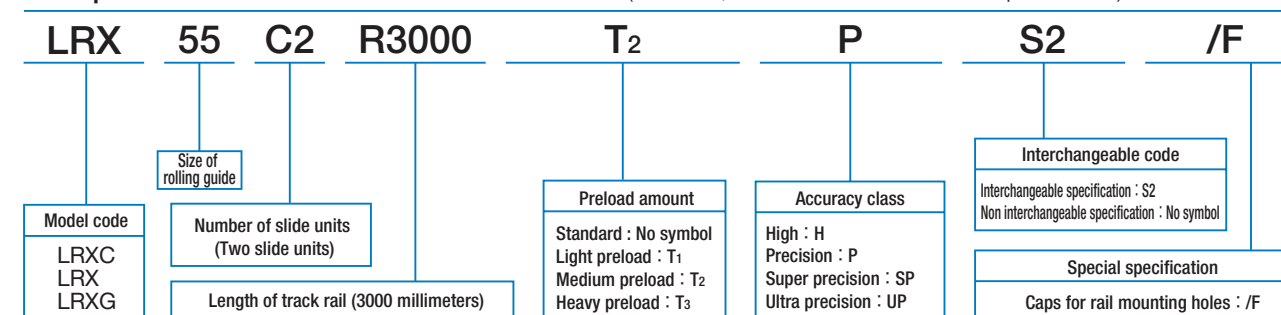 LRX 55 C2 R3000 T2 P S2 /F
Size of
rolling guide
Model code
LRXC
LRX
LRXG
Number of slide units
(Two slide units)
Length of track rail (3000 millimeters)
Preload amount
Standard : No symbol
Light preload : T1
Medium preload : T2
Heavy preload : T3
Accuracy class
High : H
Precision : P
Super precision : SP
Ultra precision : UP
Interchangeable code
Interchangeable specification : S2
Non interchangeable specification : No symbol
Special specification
Caps for rail mounting holes : /F